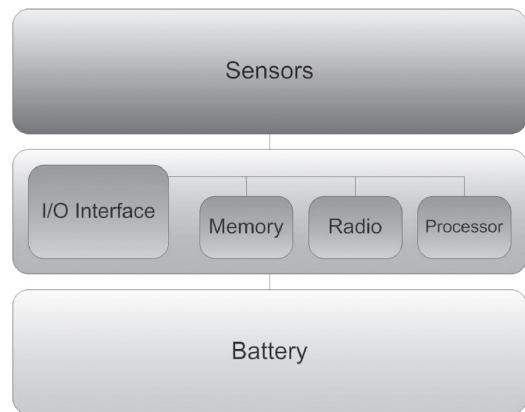 Sensors
I/O Interface
Memory
Radio
Processor
Battery